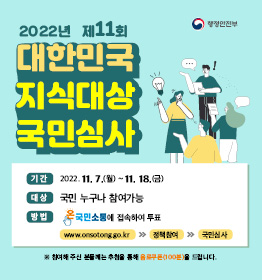 2022년 제11회
행정안전부
대한민국
지식대상
국민심사
기간 2022. 11. 7.(월) ~ 11. 18.(금)
대상 국민 누구나 참여가능
방법 온국민소통에 접속하여 투표
www.onsotong.go.kr >> 정책참여 >> 국민심사
※ 참여해 주신 분들께는 추첨을 통해 음료쿠폰(100분)을 드립니다.